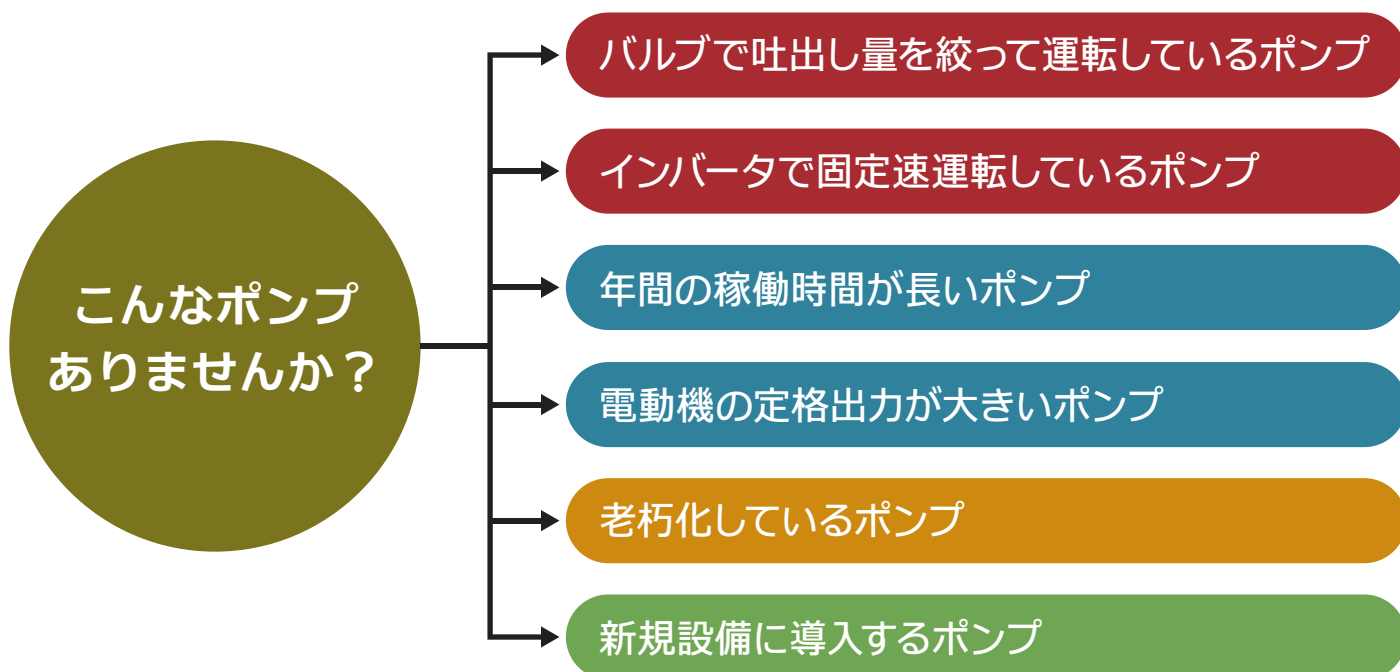 こんなポンプ
ありませんか？
バルブで吐出し量を絞って運転しているポンプ
インバータで固定速運転しているポンプ
年間の稼働時間が長いポンプ
電動機の定格出力が大きいポンプ
老朽化しているポンプ
新規設備に導入するポンプ